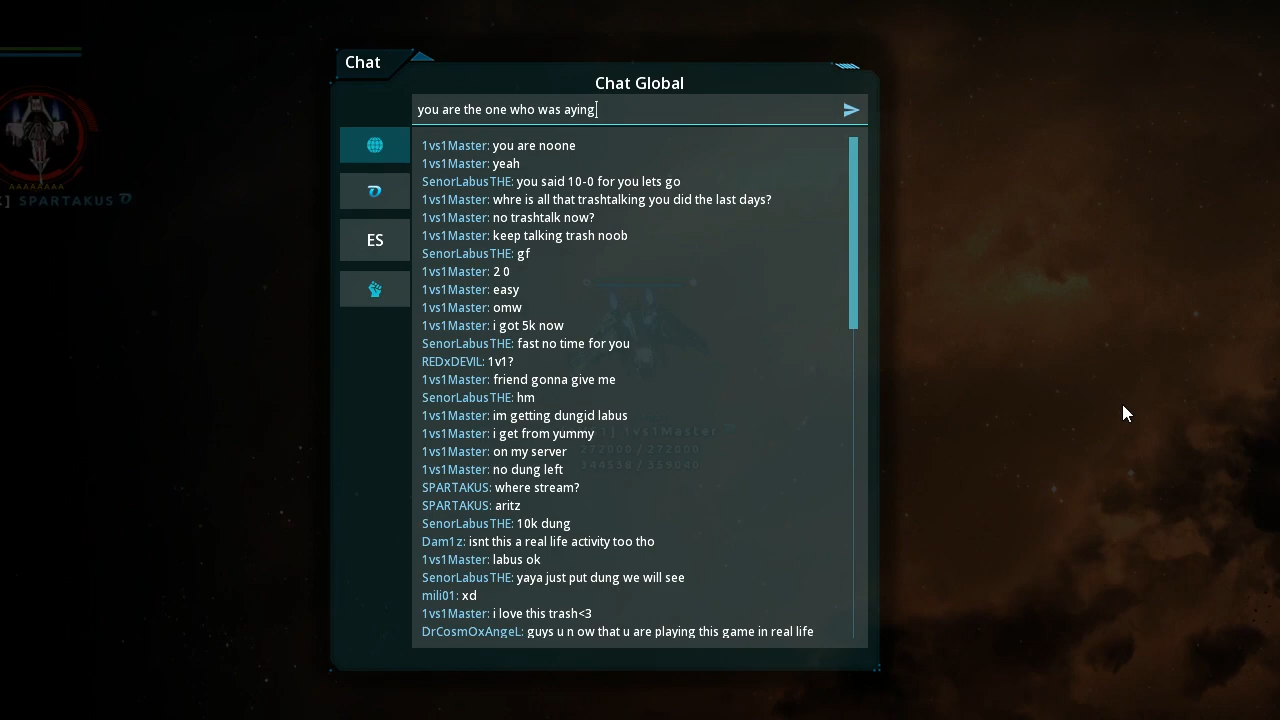 Chat
Chat Global
you are the one who was aying
ES
1vs1Master: you are noone
1vs1Master: yeah
SenorLabusTHE: you said 10-0 for you lets go
1vs1Master: whre is all that trashtalking you did the last days?
1vs1Master: no trashtalk now?
1vs1Master: keep talking trash noob
SenorLabusTHE: gf
1vs1Master: 2 0
1vs1Master: easy
1vs1Master: omw
1vs1Master: i got 5k now
SenorLabusTHE: fast no time for you
REDxDEVIL: 1v1?
1vs1Master: friend gonna give me
SenorLabusTHE: hm
1vs1Master: im getting dungid labus
1vs1Master: i get from yummy
1vs1Master: on my server
1vs1Master: no dung left
SPARTAKUS: where stream?
SPARTAKUS: aritz
SenorLabusTHE: 10k dung
Dam1z: isnt this a real life activity too tho
1vs1Master: labus ok
SenorLabusTHE: yaya just put dung we will see
mili01: xd
1vs1Master: i love this trash<3
DrCosmOxAngeL: guys u n ow that u are playing this game in real life
AAAAAAAA
] SPARTAKUS
] 1vs1Master
272000 / 272000